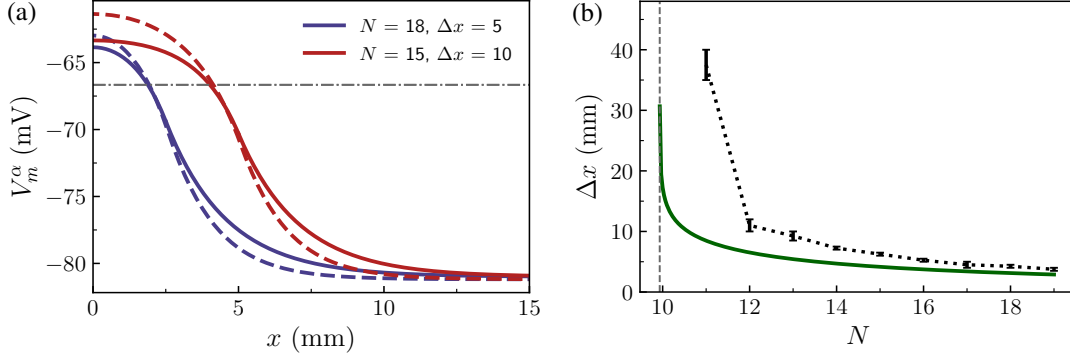 (a)
N = 18, Δx = 5
N = 15, Δx = 10
−65
−70
−75
−80
V_m^α (mV)
0
5
10
15
x (mm)
(b)
40
30
20
10
0
Δx (mm)
10
12
14
16
18
N